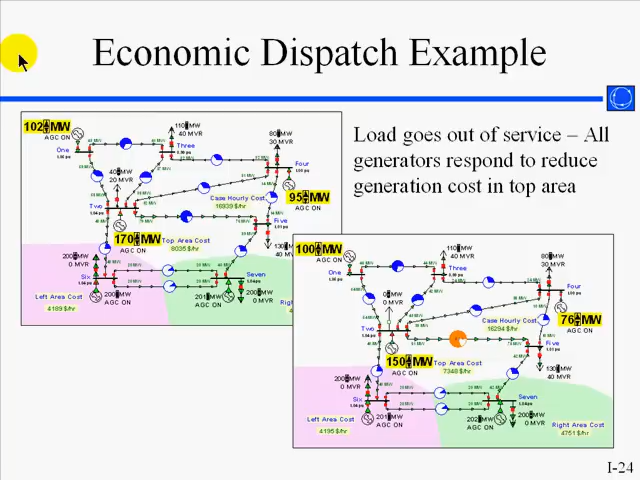 Economic Dispatch Example
Load goes out of service – All
generators respond to reduce
generation cost in top area
102 MW
AGC ON
One
1.05 pu
110 MW
40 MVR
Three
80 MW
30 MVR
Four
95 MW
AGC ON
40 MW
20 MVR
Two
Case Hourly Cost
16939 $/hr
Five
170 MW
AGC ON
Top Area Cost
8035 $/hr
130
40
200
0 MVR
Six
Seven
Left Area Cost
4189 $/hr
200 MW
AGC ON
201
AGC ON
200
0 MVR
100 MW
AGC ON
One
110 MW
40 MVR
Three
80 MW
30 MVR
Four
0 MW
0 MVR
Two
Case Hourly Cost
16294 $/hr
76 MW
AGC ON
Five
150 MW
AGC ON
Top Area Cost
7348 $/hr
130 MW
40 MVR
200 MW
0 MVR
Six
Seven
Left Area Cost
4195 $/hr
201 MW
AGC ON
202 MW
AGC ON
200 MW
0 MVR
Right Area Cost
4751 $/hr
I-24